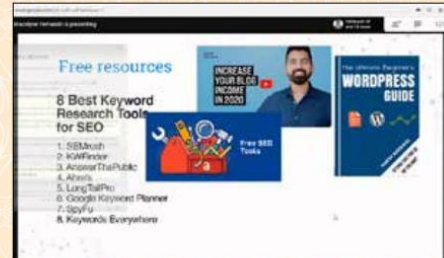 Free resources
8 Best Keyword
Research Tools
for SEO
1. SEMrush
2. KWFinder
3. AnswerThePublic
4. Ahrefs
5. LongTailPro
6. Google Keyword Planner
7. SpyFu
8. Keywords Everywhere
INCREASE
YOUR BLOG
INCOME
IN 2020
Free SEO
Tools
The Ultimate Beginner's
WORDPRESS
GUIDE